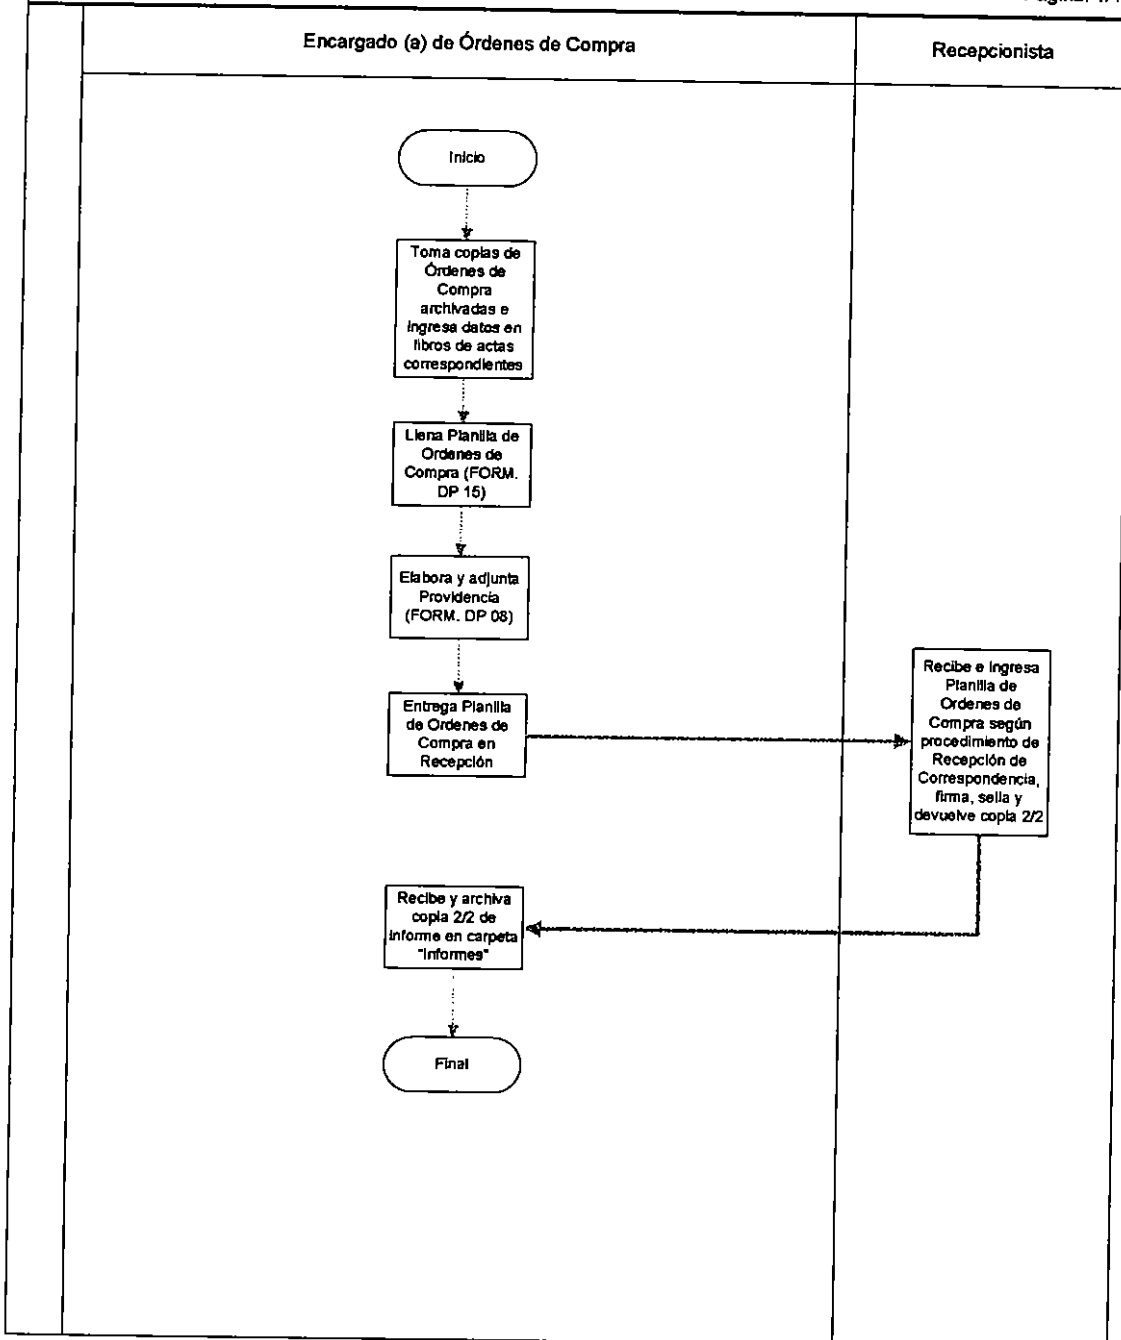 Encargado (a) de Órdenes de Compra
Recepcionista
Inicio
Toma copias de
Órdenes de
Compra
archivadas e
ingresa datos en
libros de actas
correspondientes
Llena Planilla de
Ordenes de
Compra (FORM.
DP 15)
Elabora y adjunta
Providencia
(FORM. DP 08)
Entrega Planilla
de Ordenes de
Compra en
Recepción
Recibe e Ingresa
Planilla de
Ordenes de
Compra según
procedimiento de
Recepción de
Correspondencia,
firma, sella y
devuelve copia 2/2
Recibe y archiva
copia 2/2 de
informe en carpeta
"Informes"
Final